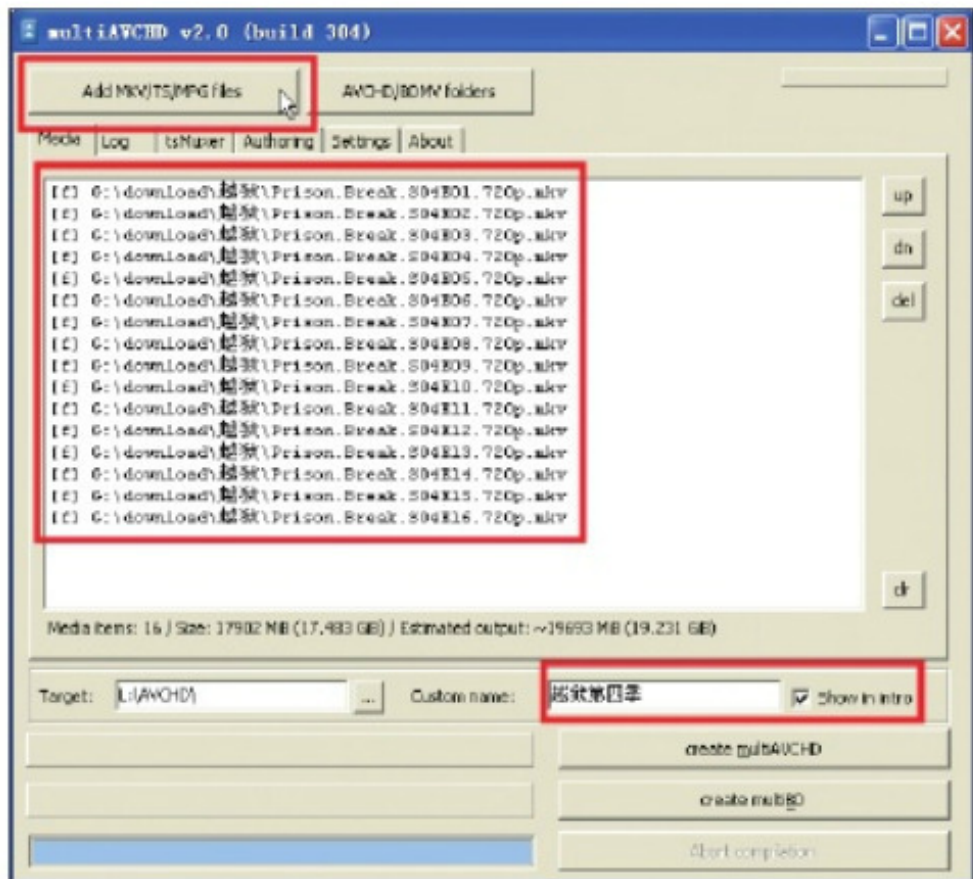 multiAVCHD v2.0 (build 304)
Add MKV/TS/MPG files
AVCHD/BDMV folders
Media Log tsMuxer Authoring Settings About
[f] G:\download\越狱\Prison.Break.S04E01.720p.mkv
[f] G:\download\越狱\Prison.Break.S04E02.720p.mkv
[f] G:\download\越狱\Prison.Break.S04E03.720p.mkv
[f] G:\download\越狱\Prison.Break.S04E04.720p.mkv
[f] G:\download\越狱\Prison.Break.S04E05.720p.mkv
[f] G:\download\越狱\Prison.Break.S04E06.720p.mkv
[f] G:\download\越狱\Prison.Break.S04E07.720p.mkv
[f] G:\download\越狱\Prison.Break.S04E08.720p.mkv
[f] G:\download\越狱\Prison.Break.S04E09.720p.mkv
[f] G:\download\越狱\Prison.Break.S04E10.720p.mkv
[f] G:\download\越狱\Prison.Break.S04E11.720p.mkv
[f] G:\download\越狱\Prison.Break.S04E12.720p.mkv
[f] G:\download\越狱\Prison.Break.S04E13.720p.mkv
[f] G:\download\越狱\Prison.Break.S04E14.720p.mkv
[f] G:\download\越狱\Prison.Break.S04E15.720p.mkv
[f] G:\download\越狱\Prison.Break.S04E16.720p.mkv
up
dn
del
clr
Media items: 16 / Size: 17902 MiB (17.483 GiB) / Estimated output: ~19693 MiB (19.231 GiB)
Target: L:\AVCHD\ ... Custom name: 越狱第四季 Show in intro
create multiAVCHD
create multiBD
Abort compilation